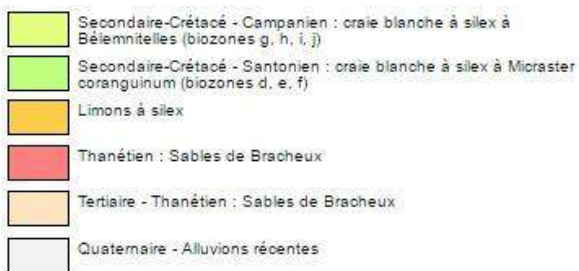 Secondaire-Crétacé - Campanien : craie blanche à silex à
Bélemnitelles (biozones g, h, i, j)
Secondaire-Crétacé - Santonien : craie blanche à silex à Micraster
coranguinum (biozones d, e, f)
Limons à silex
Thanétien : Sables de Bracheux
Tertiaire - Thanétien : Sables de Bracheux
Quaternaire - Alluvions récentes